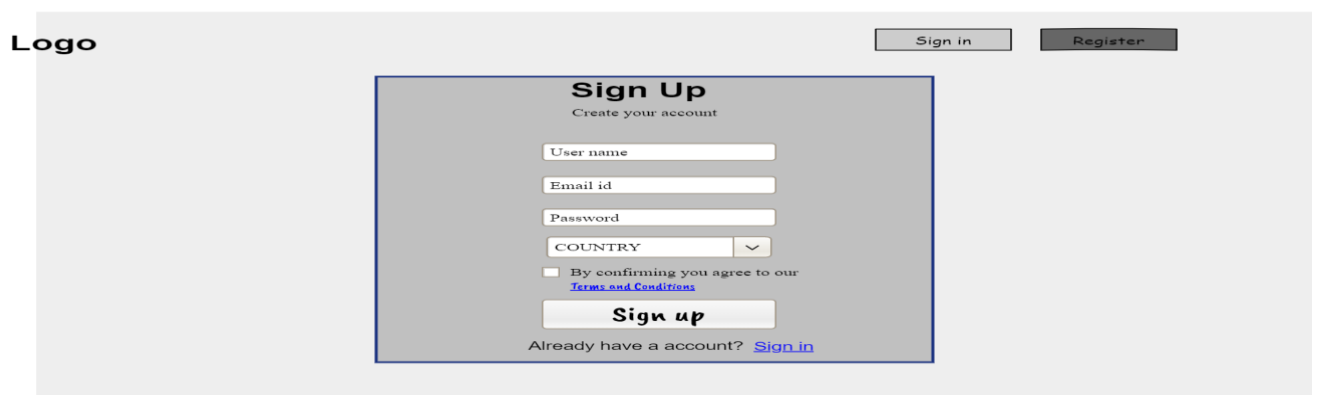 Logo
Sign in
Register
Sign Up
Create your account
User name
Email id
Password
COUNTRY
By confirming you agree to our
Terms and Conditions
Sign up
Already have a account? Sign in